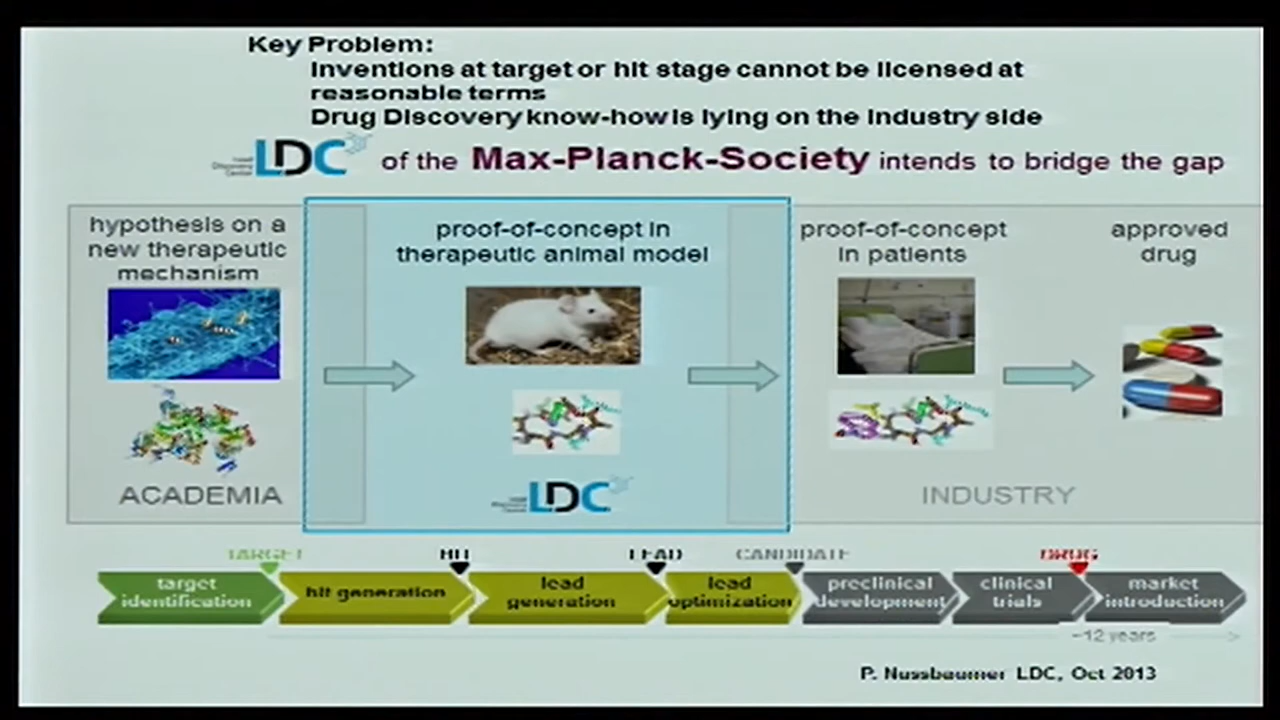 Key Problem:
Inventions at target or hit stage cannot be licensed at
reasonable terms
Drug Discovery know-how is lying on the industry side
Lead Discovery Center LDC of the Max-Planck-Society intends to bridge the gap
hypothesis on a
new therapeutic
mechanism
proof-of-concept in
therapeutic animal model
proof-of-concept
in patients
approved
drug
ACADEMIA
LDC
INDUSTRY
TARGET
HIT
LEAD
CANDIDATE
DRUG
target
identification
hit generation
lead
generation
lead
optimization
preclinical
development
clinical
trials
market
introduction
~12 years
P. Nussbaumer LDC, Oct 2013